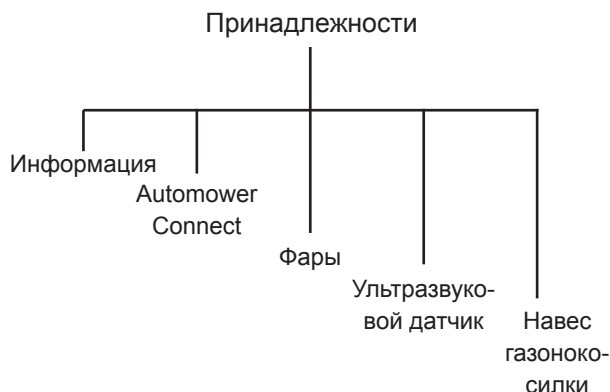 Принадлежности
Информация
Automower
Connect
Фары
Ультразвуко-
вой датчик
Навес
газоноко-
силки